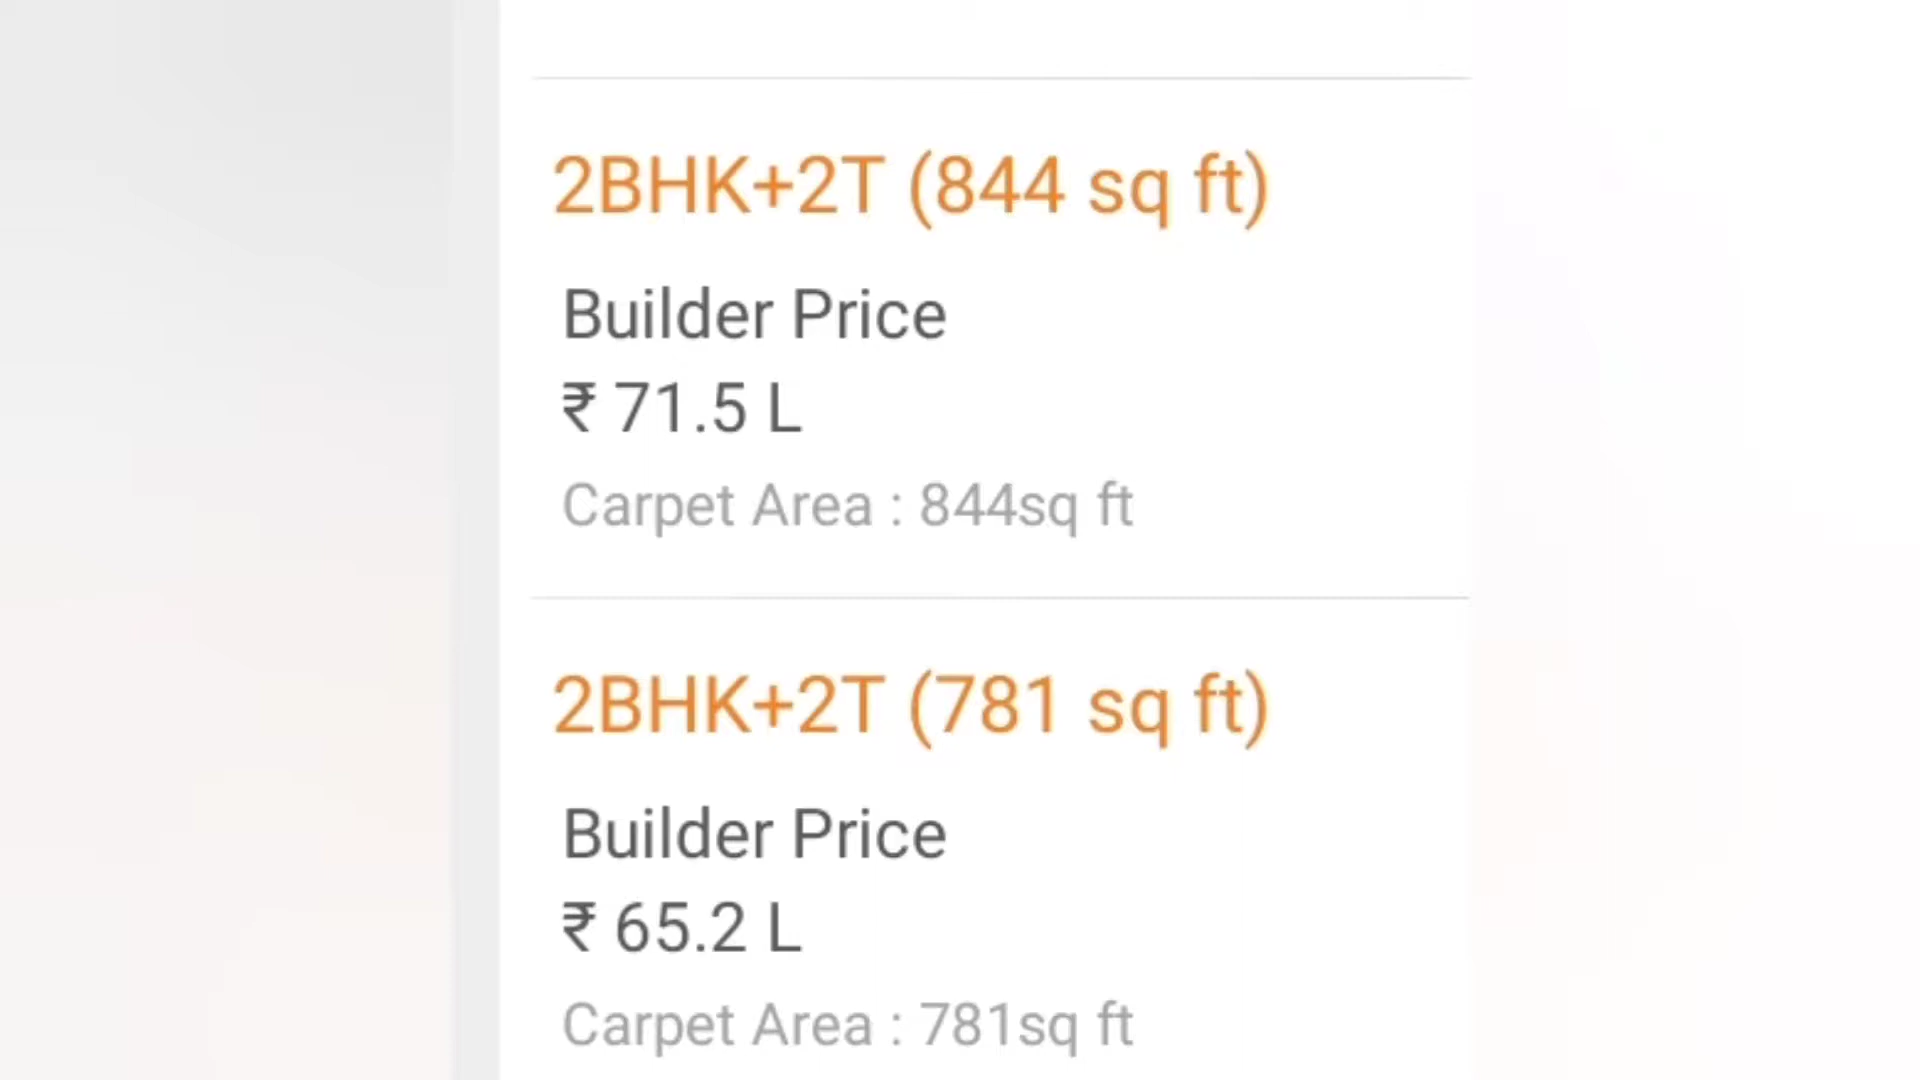 2BHK+2T (844 sq ft)
Builder Price
₹ 71.5 L
Carpet Area : 844sq ft
2BHK+2T (781 sq ft)
Builder Price
₹ 65.2 L
Carpet Area : 781sq ft